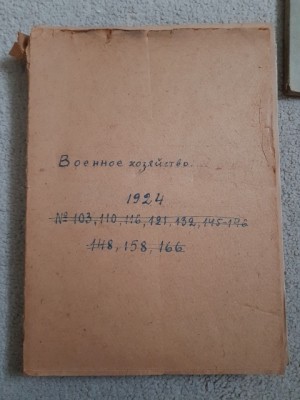 Военное хозяйство
1924
№ 103, 110, 116, 121, 132, 145-146
148, 158, 166